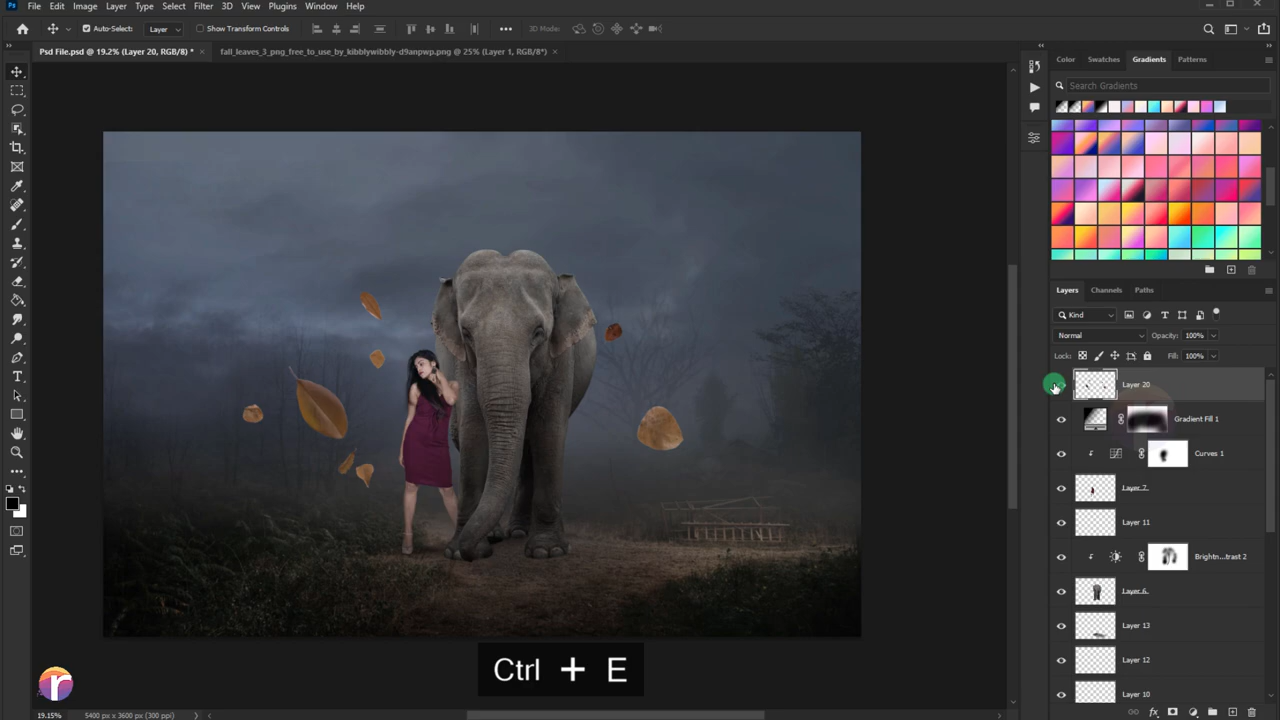 Ps File Edit Image Layer Type Select Filter 3D View Plugins Window Help
Auto-Select: Layer Show Transform Controls 3D Mode:
Psd File.psd @ 19.2% (Layer 20, RGB/8) * × fall_leaves_3_png_free_to_use_by_kibblywibbly-d9anpwp.png @ 25% (Layer 1, RGB/8*) ×
Color Swatches Gradients Patterns
Search Gradients
Layers Channels Paths
Kind
Normal Opacity: 100%
Lock: Fill: 100%
Layer 20
Gradient Fill 1
Curves 1
Layer 7
Layer 11
Brightn...trast 2
Layer 6
Layer 13
Layer 12
Layer 10
Ctrl + E
r
19.15% 5400 px x 3600 px (300 ppi)
fx